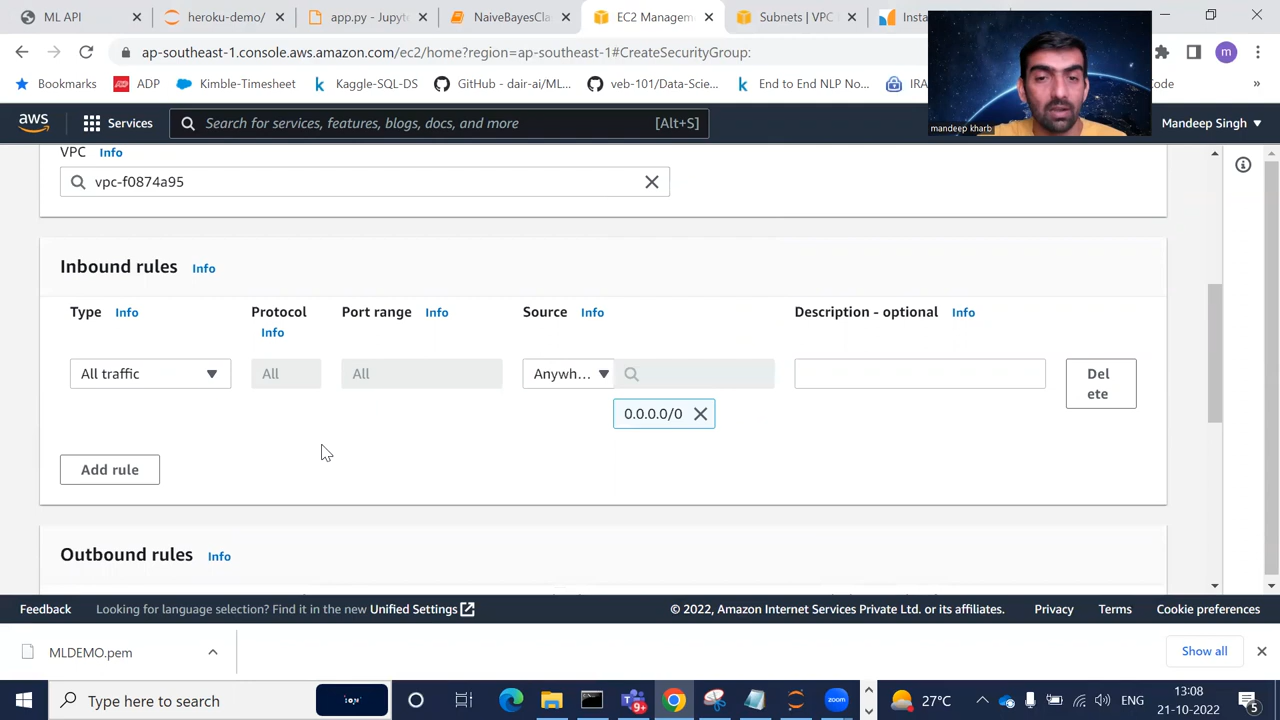 ML API
heroku-demo/
app.py - Jupyte
NaiveBayesCla
EC2 Managem
Subnets | VPC
Insta
ap-southeast-1.console.aws.amazon.com/ec2/home?region=ap-southeast-1#CreateSecurityGroup:
m
Bookmarks
ADP
Kimble-Timesheet
Kaggle
QL-DS
GitHub - dair-ai/ML...
veb-101/Data-Scie...
End to End NLP No...
IRA
Code
»
mandeep kharb
aws
Services
Search for services, features, blogs, docs, and more
[Alt+S]
Mandeep Singh
VPC Info
vpc-f0874a95
Inbound rules Info
Type Info
Protocol Info
Port range Info
Source Info
Description - optional Info
All traffic
All
All
Anywh...
Del
ete
0.0.0.0/0
Add rule
Outbound rules Info
Feedback
Looking for language selection? Find it in the new Unified Settings
© 2022, Amazon Internet Services Private Ltd. or its affiliates.
Privacy
Terms
Cookie preferences
MLDEMO.pem
Show all
Type here to search
9+
zoom
27°C
ENG
13:08
21-10-2022
5